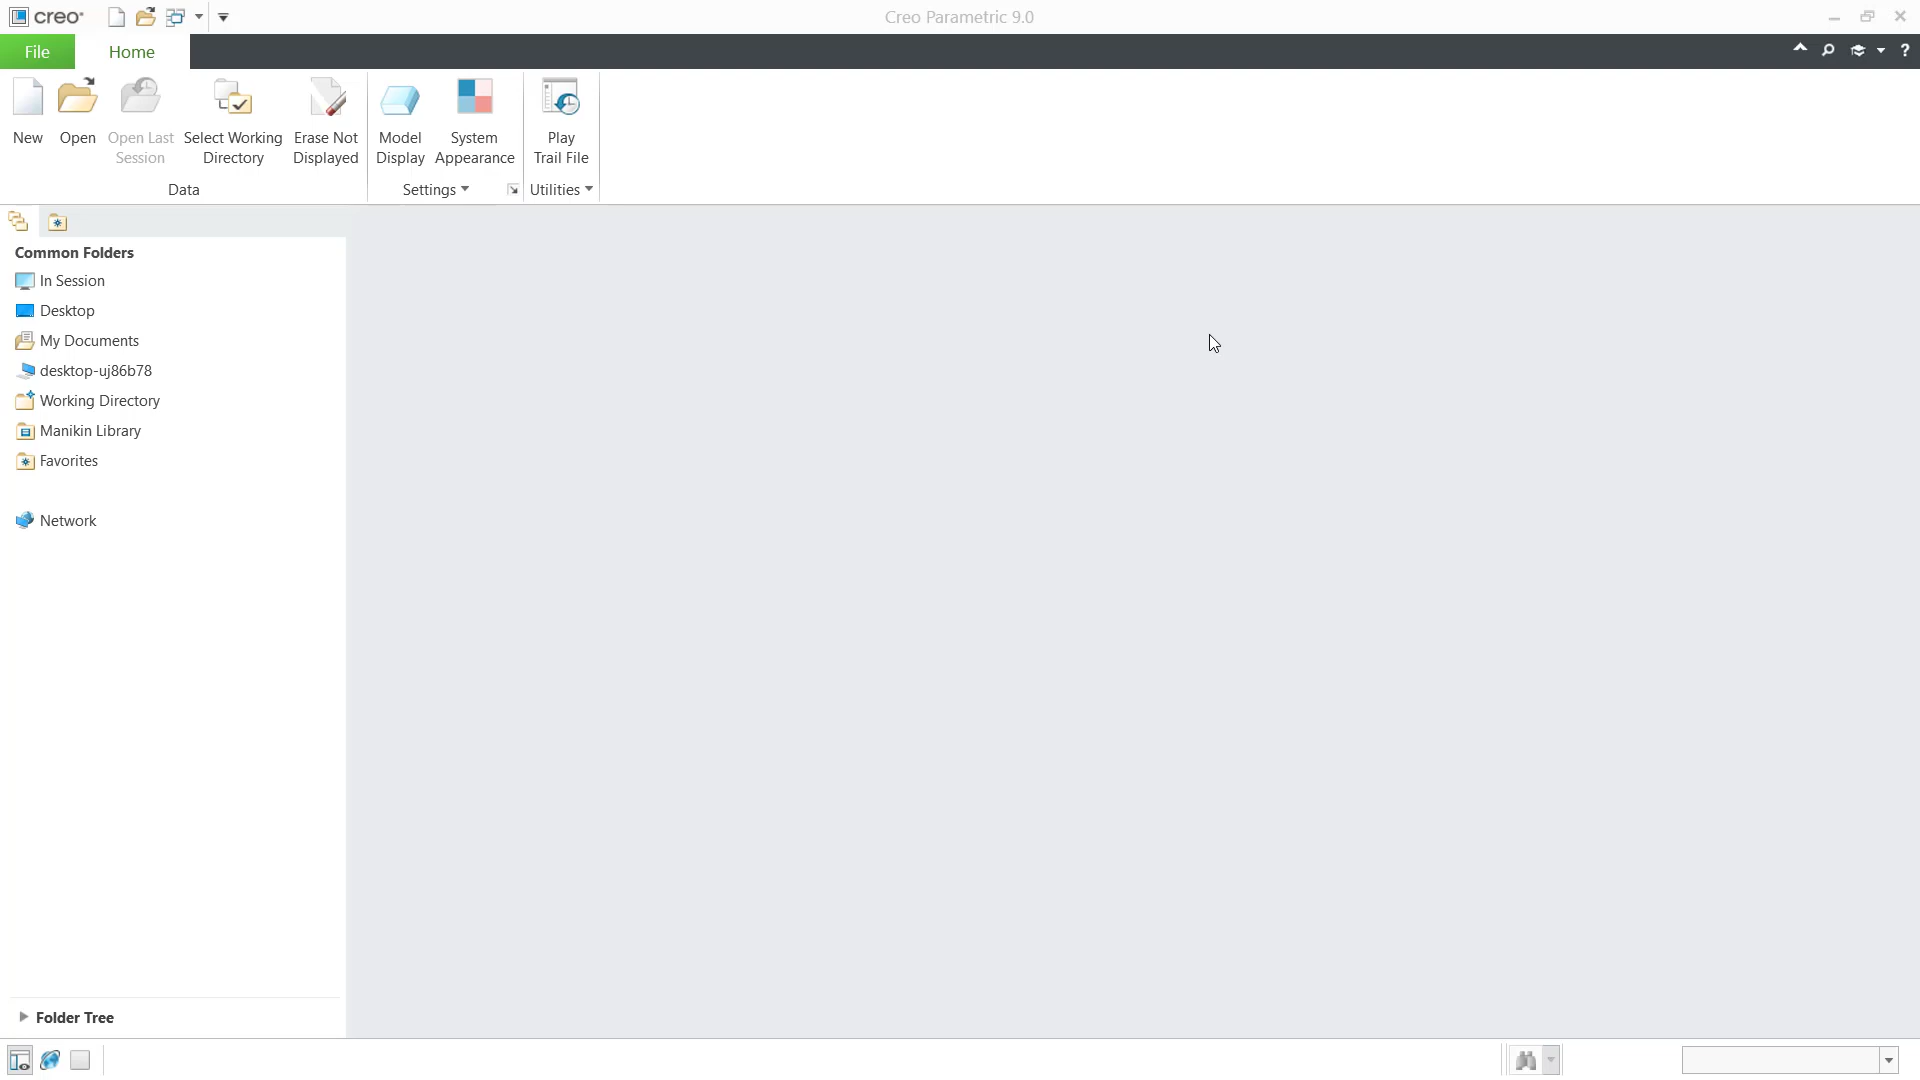 creo
Creo Parametric 9.0
File
Home
?
New
Open
Open Last
Session
Select Working
Directory
Erase Not
Displayed
Model
Display
System
Appearance
Play
Trail File
Data
Settings
Utilities
Common Folders
In Session
Desktop
My Documents
desktop-uj86b78
Working Directory
Manikin Library
Favorites
Network
Folder Tree